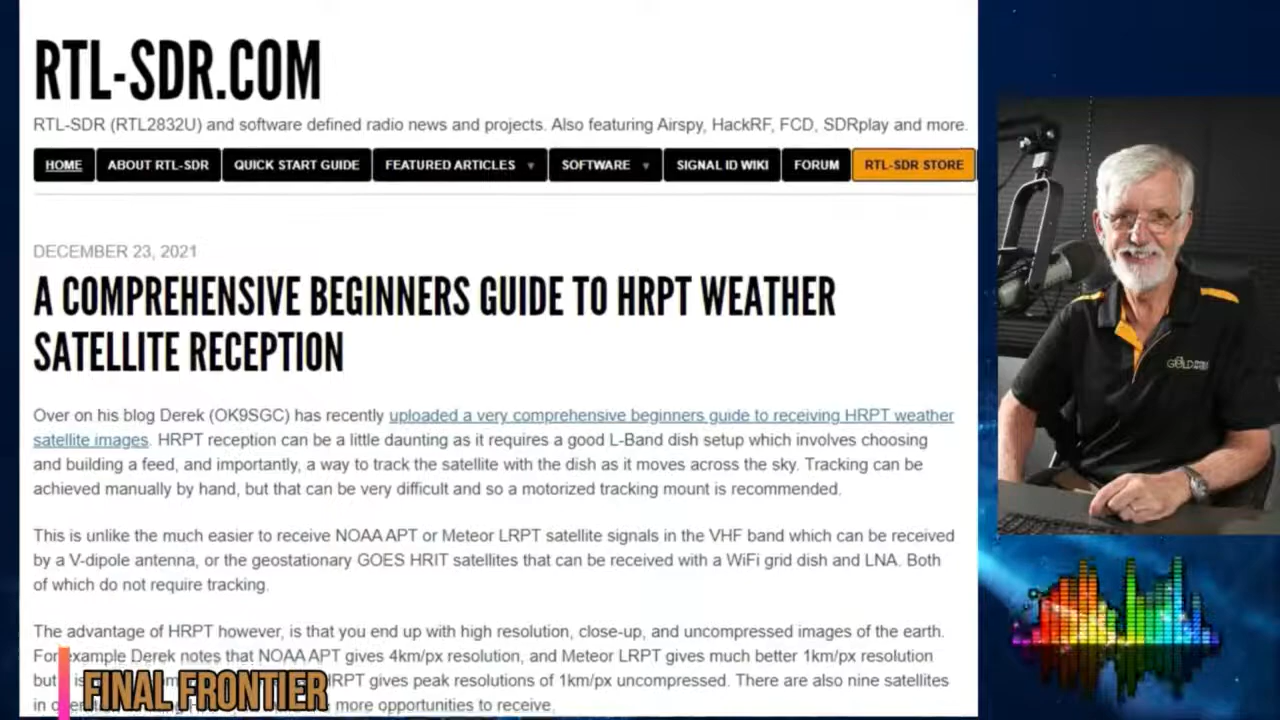 RTL-SDR.COM
RTL-SDR (RTL2832U) and software defined radio news and projects. Also featuring Airspy, HackRF, FCD, SDRplay and more.
HOME ABOUT RTL-SDR QUICK START GUIDE FEATURED ARTICLES SOFTWARE SIGNAL ID WIKI FORUM RTL-SDR STORE
DECEMBER 23, 2021
A COMPREHENSIVE BEGINNERS GUIDE TO HRPT WEATHER
SATELLITE RECEPTION
Over on his blog Derek (OK9SGC) has recently uploaded a very comprehensive beginners guide to receiving HRPT weather
satellite images. HRPT reception can be a little daunting as it requires a good L-Band dish setup which involves choosing
and building a feed, and importantly, a way to track the satellite with the dish as it moves across the sky. Tracking can be
achieved manually by hand, but that can be very difficult and so a motorized tracking mount is recommended.
This is unlike the much easier to receive NOAA APT or Meteor LRPT satellite signals in the VHF band which can be received
by a V-dipole antenna, or the geostationary GOES HRIT satellites that can be received with a WiFi grid dish and LNA. Both
of which do not require tracking.
The advantage of HRPT however, is that you end up with high resolution, close-up, and uncompressed images of the earth.
For example Derek notes that NOAA APT gives 4km/px resolution, and Meteor LRPT gives much better 1km/px resolution
but HRPT gives peak resolutions of 1km/px uncompressed. There are also nine satellites
in more opportunities to receive.
FINAL FRONTIER